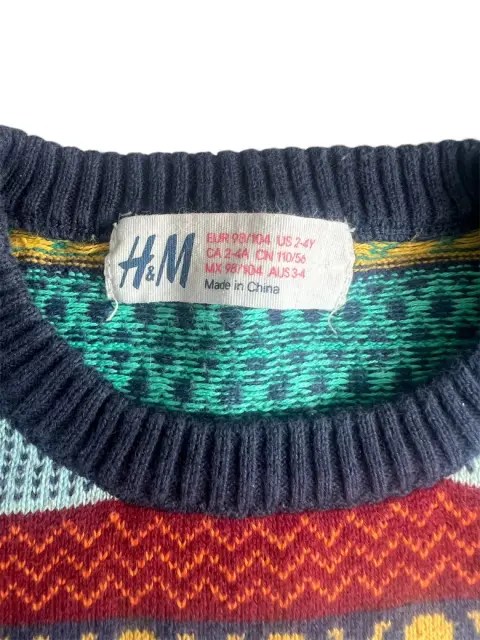 H&M
EUR 98/104 US 2-4Y
CA 2-4A CN 110/56
MX 98/104 AUS 3-4
Made in China